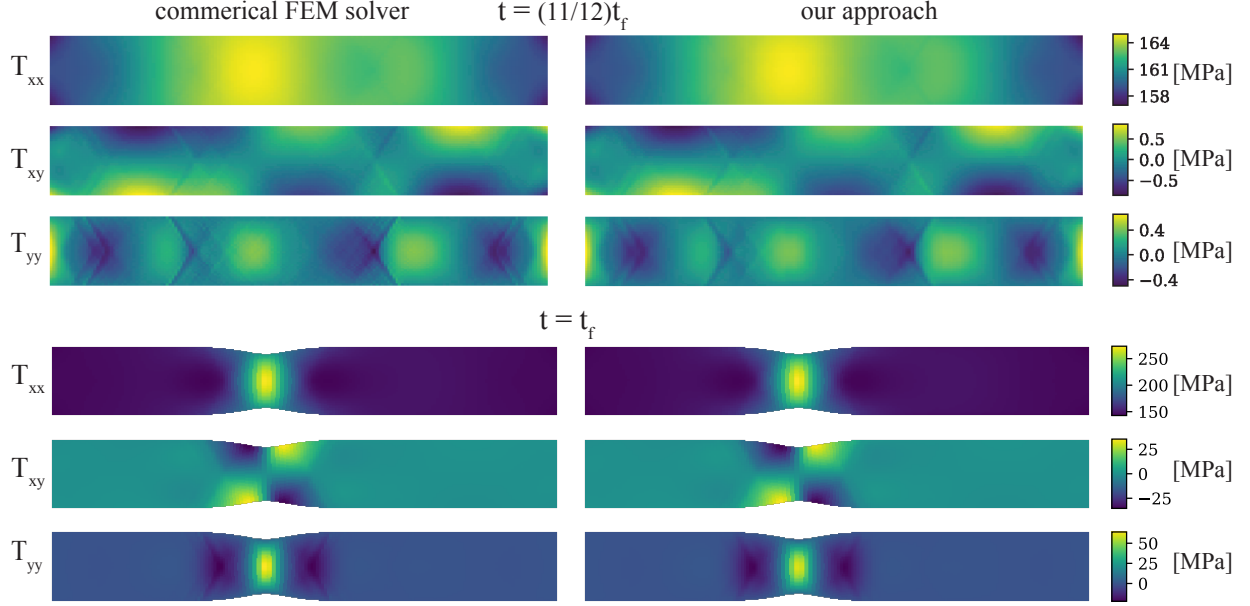 commerical FEM solver
t = (11/12)t_f
our approach
T_xx
164
161
158
[MPa]
T_xy
0.5
0.0
−0.5
[MPa]
T_yy
0.4
0.0
−0.4
[MPa]
t = t_f
T_xx
250
200
150
[MPa]
T_xy
25
0
−25
[MPa]
T_yy
50
25
0
[MPa]